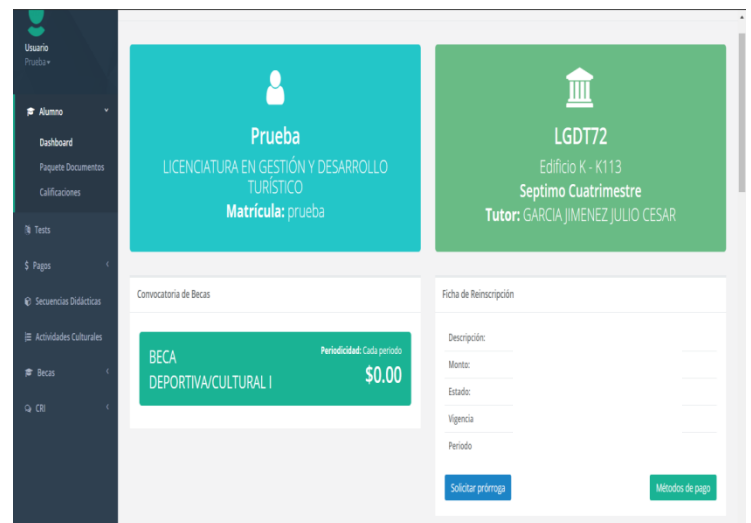 Usuario
Prueba
Alumno
Dashboard
Paquete Documentos
Calificaciones
Tests
$ Pagos
Secuencias Didácticas
Actividades Culturales
Becas
CRI
Prueba
LICENCIATURA EN GESTIÓN Y DESARROLLO
TURÍSTICO
Matrícula: prueba
LGDT72
Edificio K - K113
Septimo Cuatrimestre
Tutor: GARCIA JIMENEZ JULIO CESAR
Convocatoria de Becas
BECA
DEPORTIVA/CULTURAL I
Periodicidad: Cada periodo
$0.00
Ficha de Reinscripción
Descripción:
Monto:
Estado:
Vigencia
Periodo
Solicitar prórroga
Métodos de pago